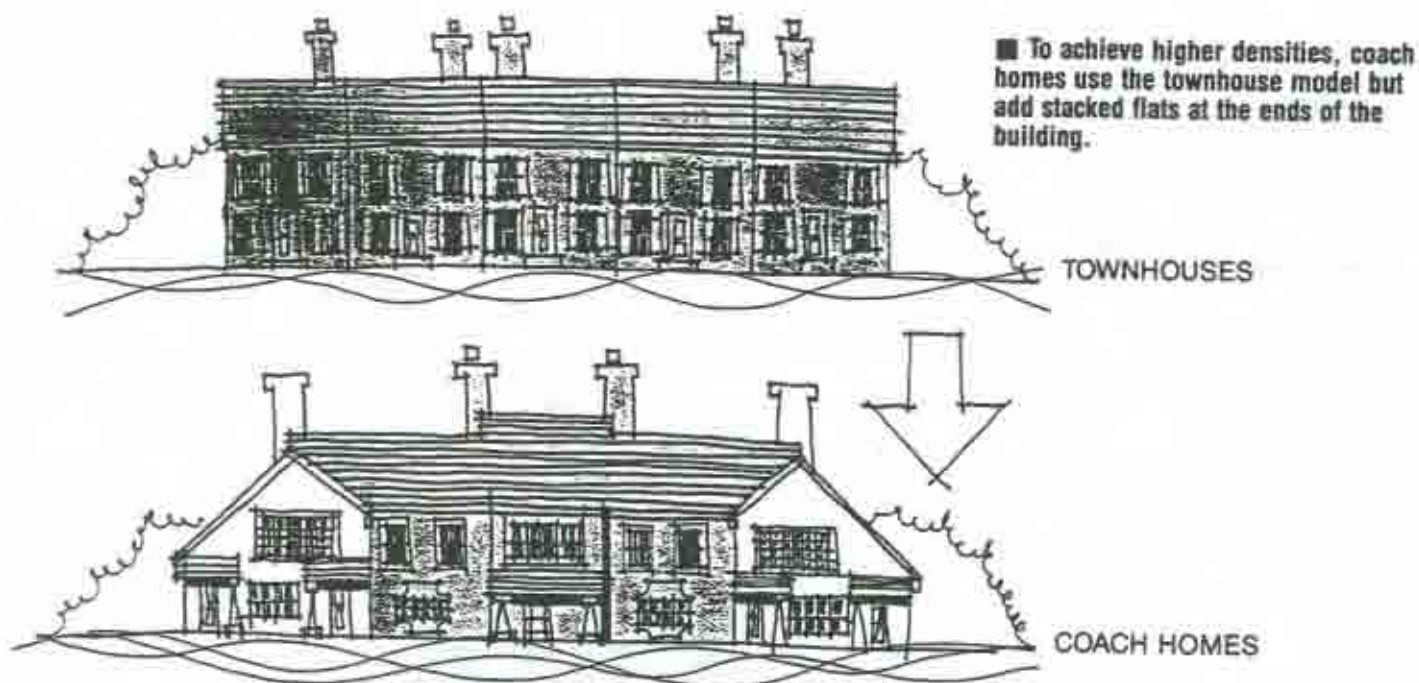 ■ To achieve higher densities, coach
homes use the townhouse model but
add stacked flats at the ends of the
building.
TOWNHOUSES
COACH HOMES